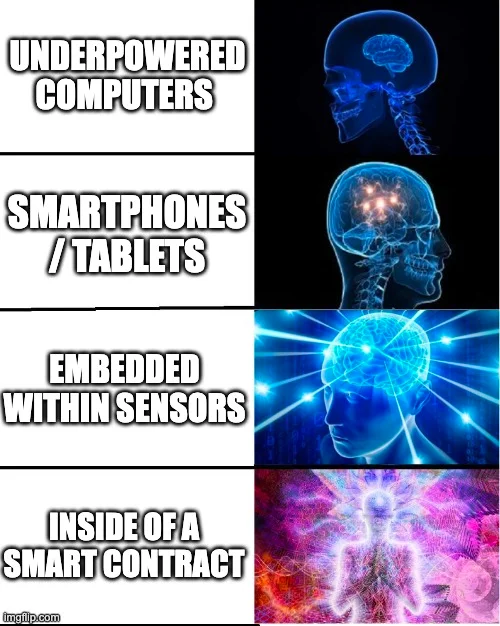 UNDERPOWERED
COMPUTERS
SMARTPHONES
/ TABLETS
EMBEDDED
WITHIN SENSORS
INSIDE OF A
SMART CONTRACT
imgflip.com